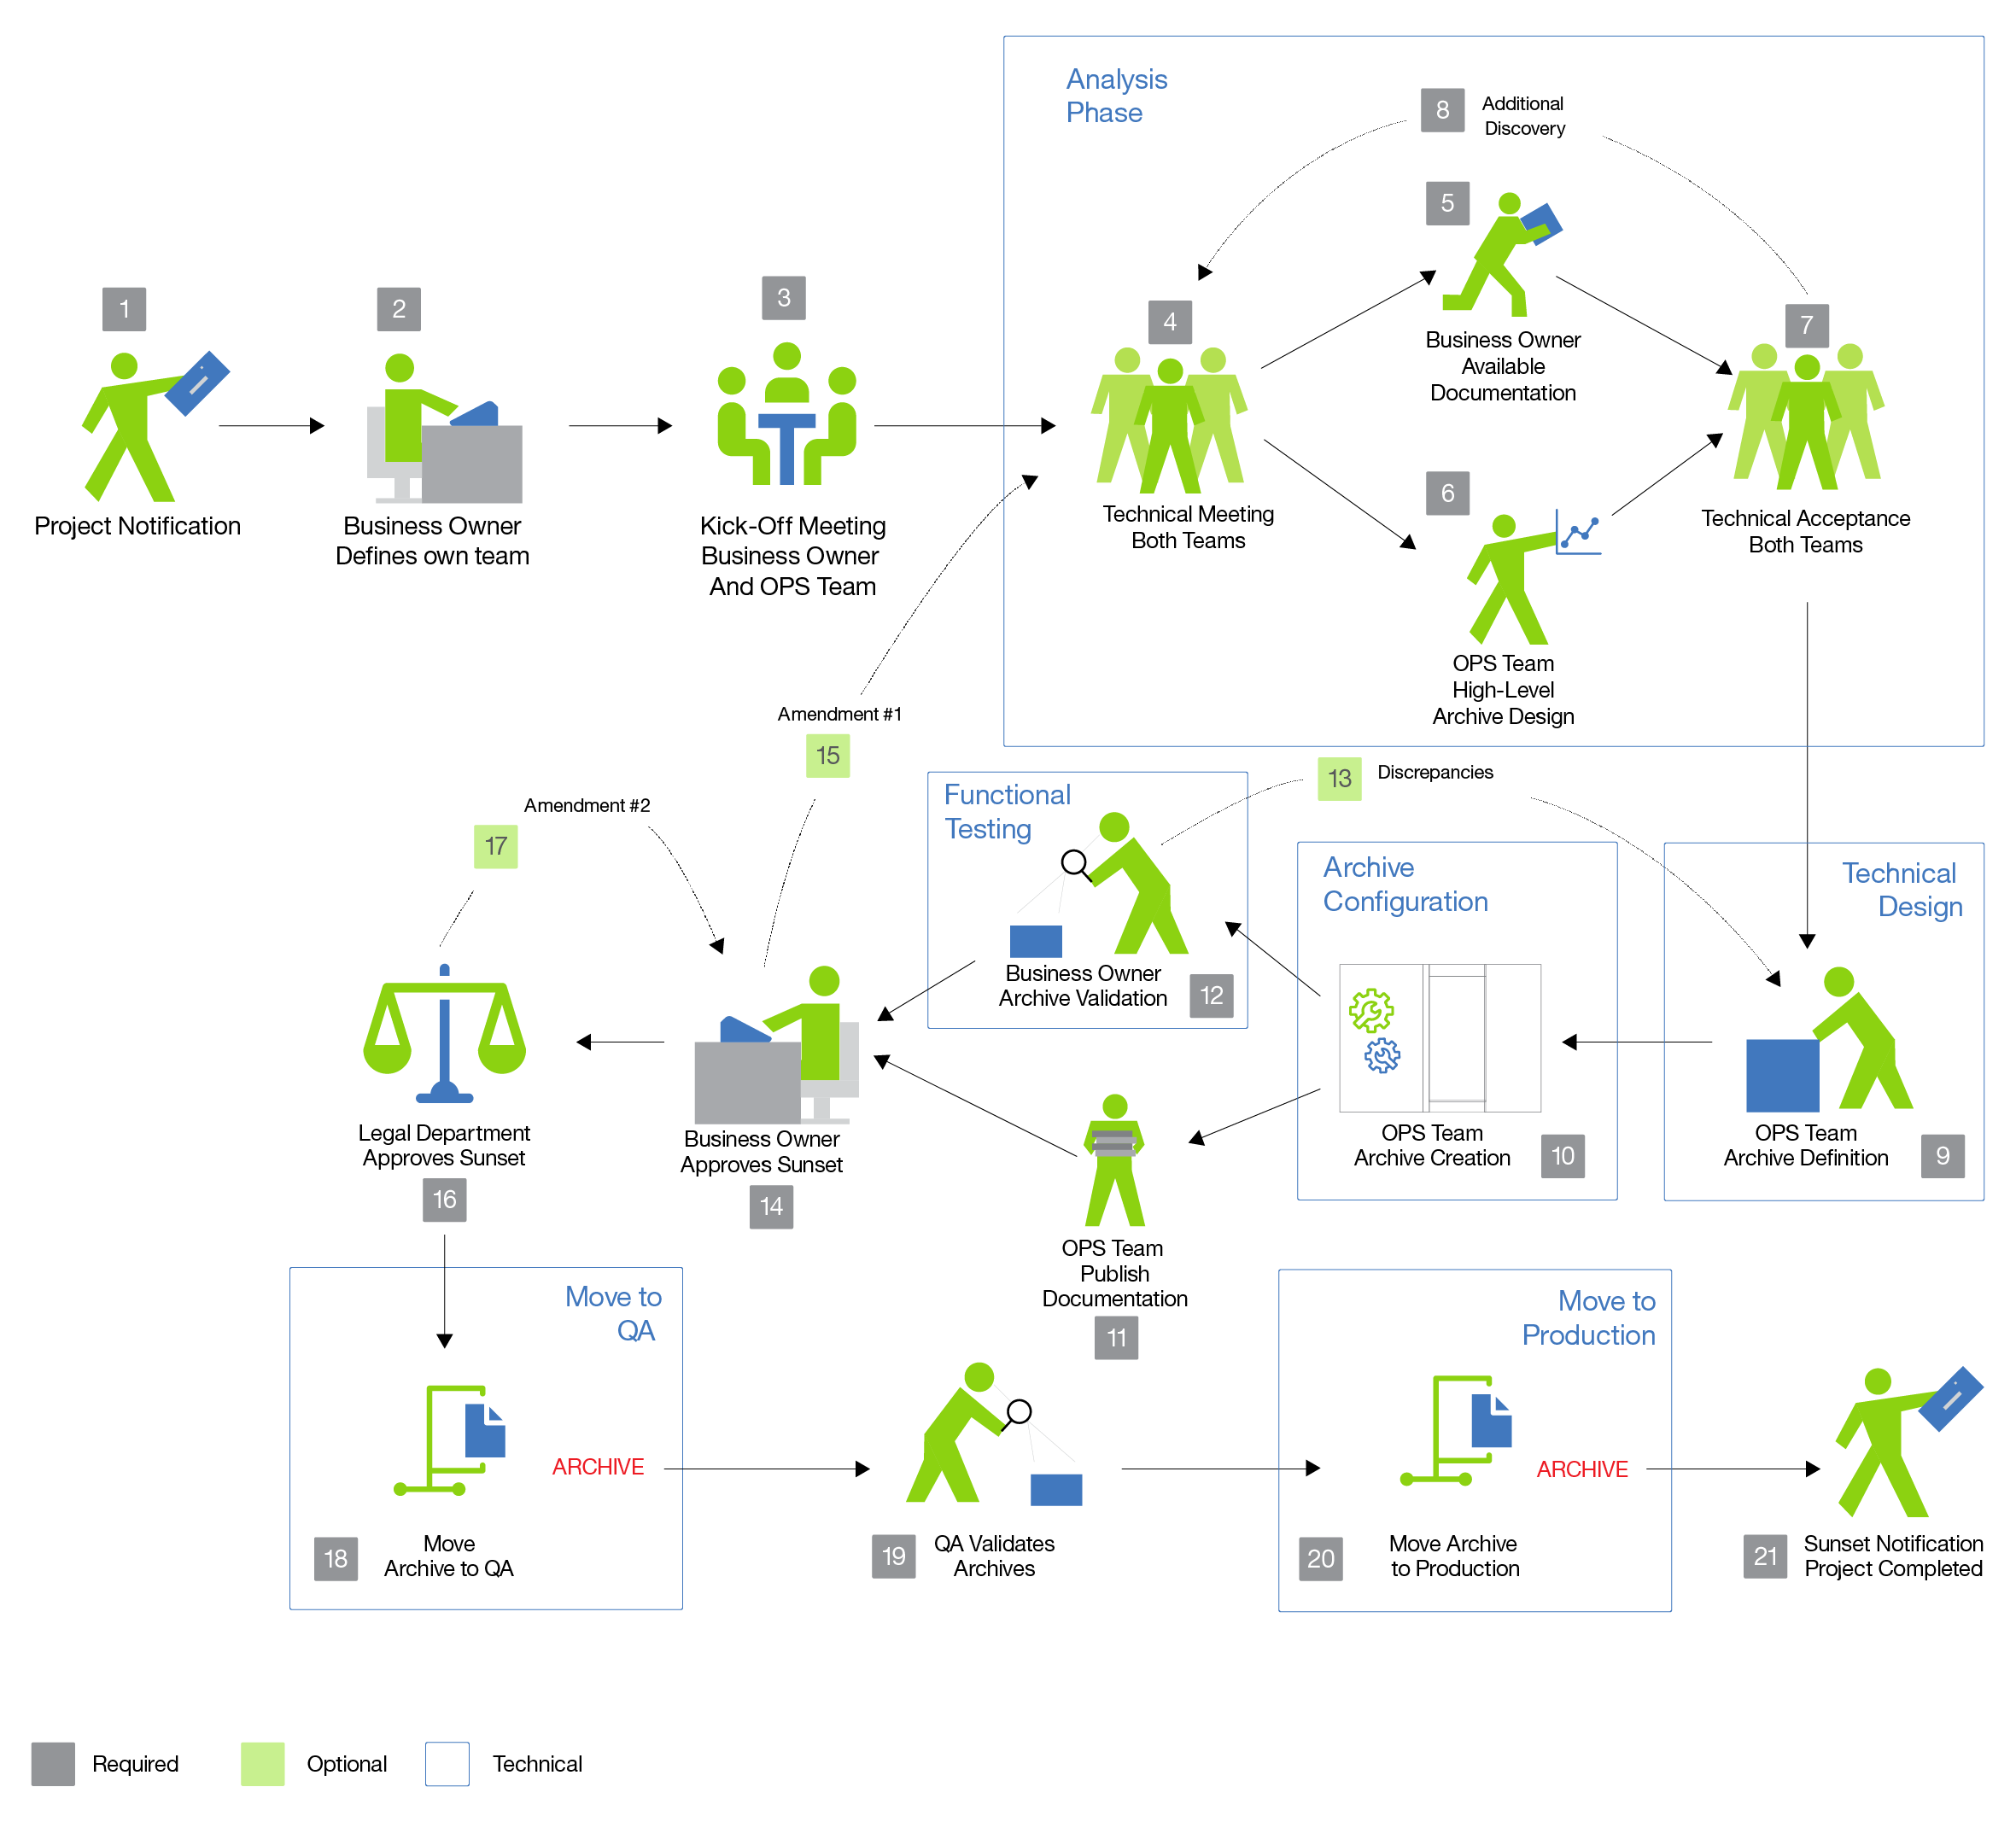 Analysis
Phase
8
Additional
Discovery
5
1
2
3
4
7
Business Owner
Available
Documentation
6
Project Notification
Business Owner
Defines own team
Kick-Off Meeting
Business Owner
And OPS Team
Technical Meeting
Both Teams
Technical Acceptance
Both Teams
OPS Team
High-Level
Archive Design
Amendment #1
15
Amendment #2
17
Functional
Testing
13
Discrepancies
Archive
Configuration
Technical
Design
Business Owner
Archive Validation
12
Legal Department
Approves Sunset
16
Business Owner
Approves Sunset
14
OPS Team
Archive Creation
10
OPS Team
Archive Definition
9
OPS Team
Publish
Documentation
11
Move to
QA
Move to
Production
ARCHIVE
ARCHIVE
18
Move
Archive to QA
19
QA Validates
Archives
20
Move Archive
to Production
21
Sunset Notification
Project Completed
Required
Optional
Technical